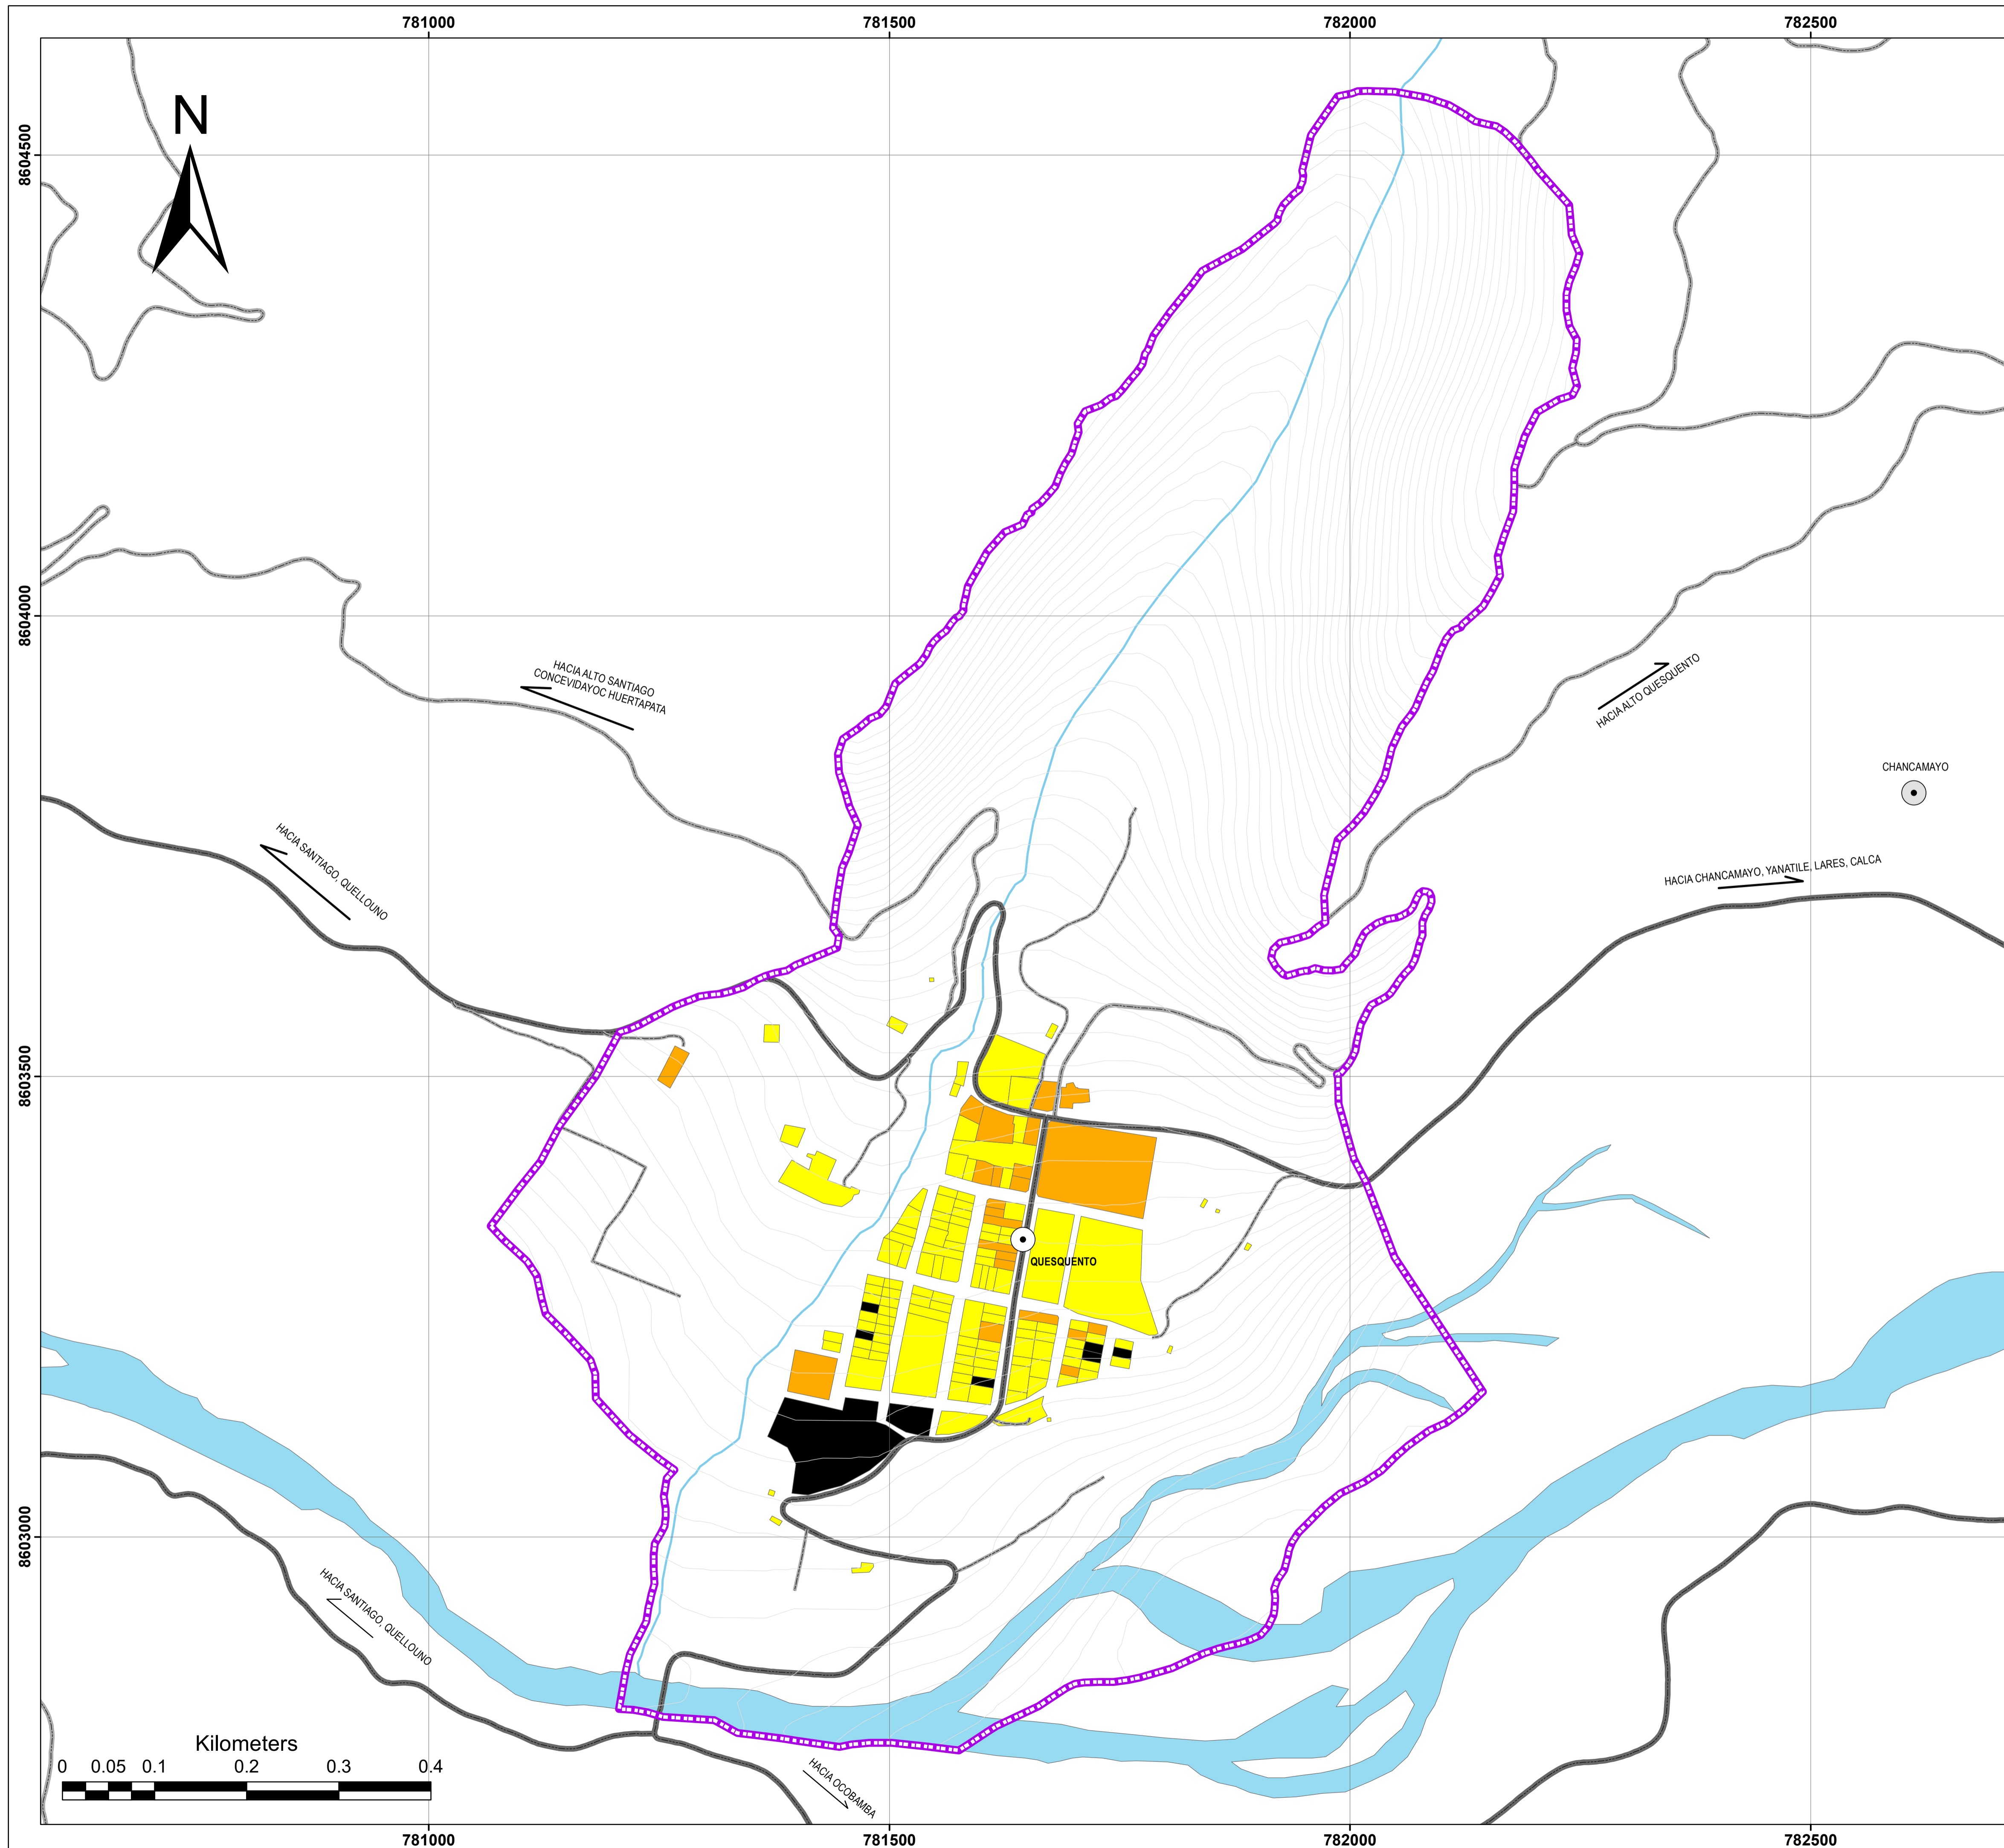 781000
781500
782000
782500
N
8604500
8604000
8603500
8603000
HACIA ALTO SANTIAGO
CONCEVIDAYOC HUERTAPATA
HACIA ALTO QUESQUENTO
CHANCAMAYO
HACIA SANTIAGO, QUELLOUNO
HACIA CHANCAMAYO, YANATILE, LARES, CALCA
QUESQUENTO
HACIA SANTIAGO, QUELLOUNO
HACIA OCOBAMBA
Kilometers
0 0.05 0.1 0.2 0.3 0.4
781000
781500
782000
782500